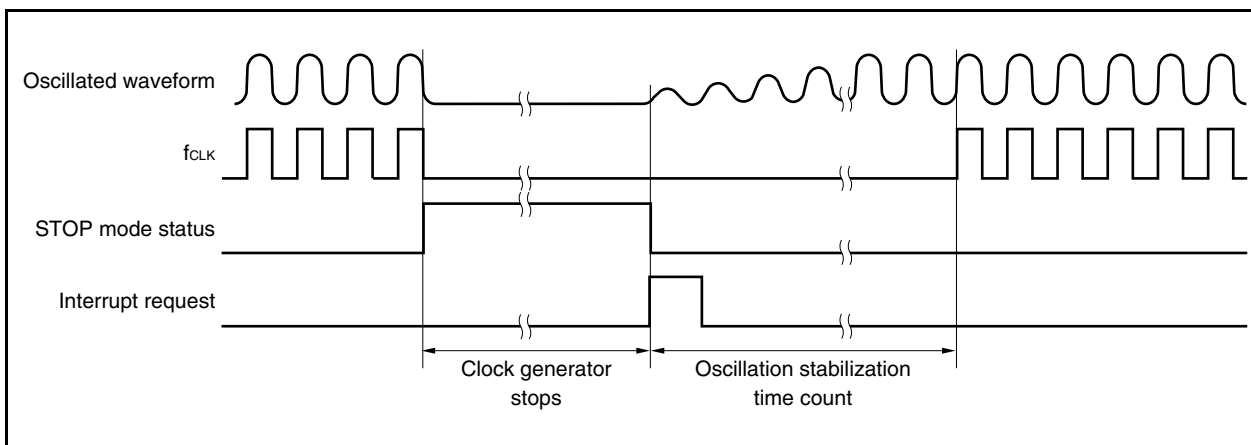 Oscillated waveform
fCLK
STOP mode status
Interrupt request
Clock generator
stops
Oscillation stabilization
time count